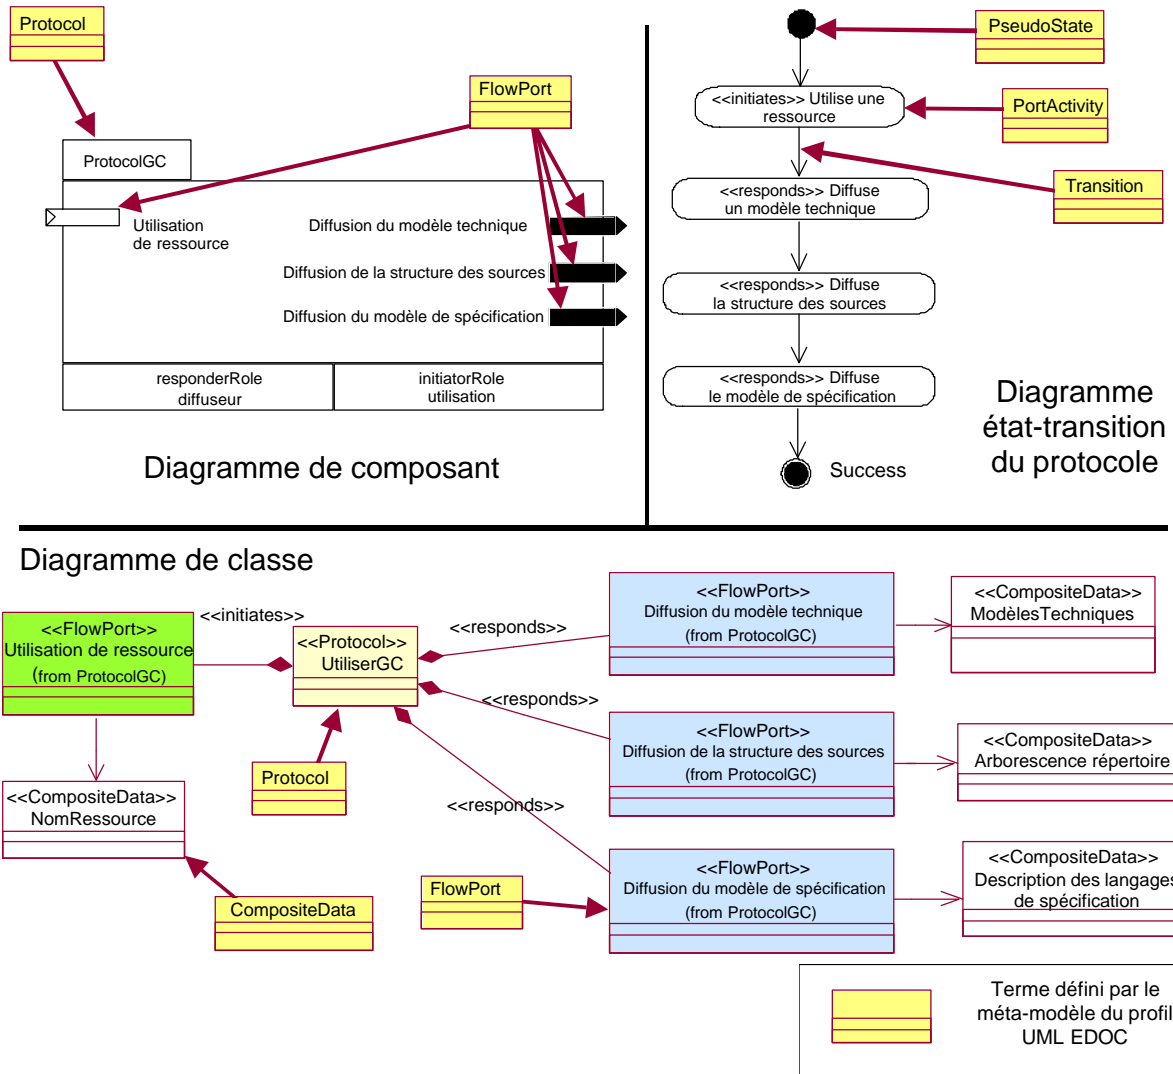 Protocol
FlowPort
ProtocolGC
Utilisation
de ressource
Diffusion du modèle technique
Diffusion de la structure des sources
Diffusion du modèle de spécification
responderRole
diffuseur
initiatorRole
utilisation
Diagramme de composant
PseudoState
<<initiates>> Utilise une
ressource
PortActivity
<<responds>> Diffuse
un modèle technique
Transition
<<responds>> Diffuse
la structure des sources
<<responds>> Diffuse
le modèle de spécification
Success
Diagramme
état-transition
du protocole
Diagramme de classe
<<FlowPort>>
Utilisation de ressource
(from ProtocolGC)
<<initiates>>
<<Protocol>>
UtiliserGC
<<responds>>
<<FlowPort>>
Diffusion du modèle technique
(from ProtocolGC)
<<CompositeData>>
ModèlesTechniques
<<responds>>
<<FlowPort>>
Diffusion de la structure des sources
(from ProtocolGC)
<<CompositeData>>
Arborescence répertoire
Protocol
<<CompositeData>>
NomRessource
<<responds>>
<<FlowPort>>
Diffusion du modèle de spécification
(from ProtocolGC)
<<CompositeData>>
Description des langages
de spécification
CompositeData
FlowPort
Terme défini par le
méta-modèle du profil
UML EDOC